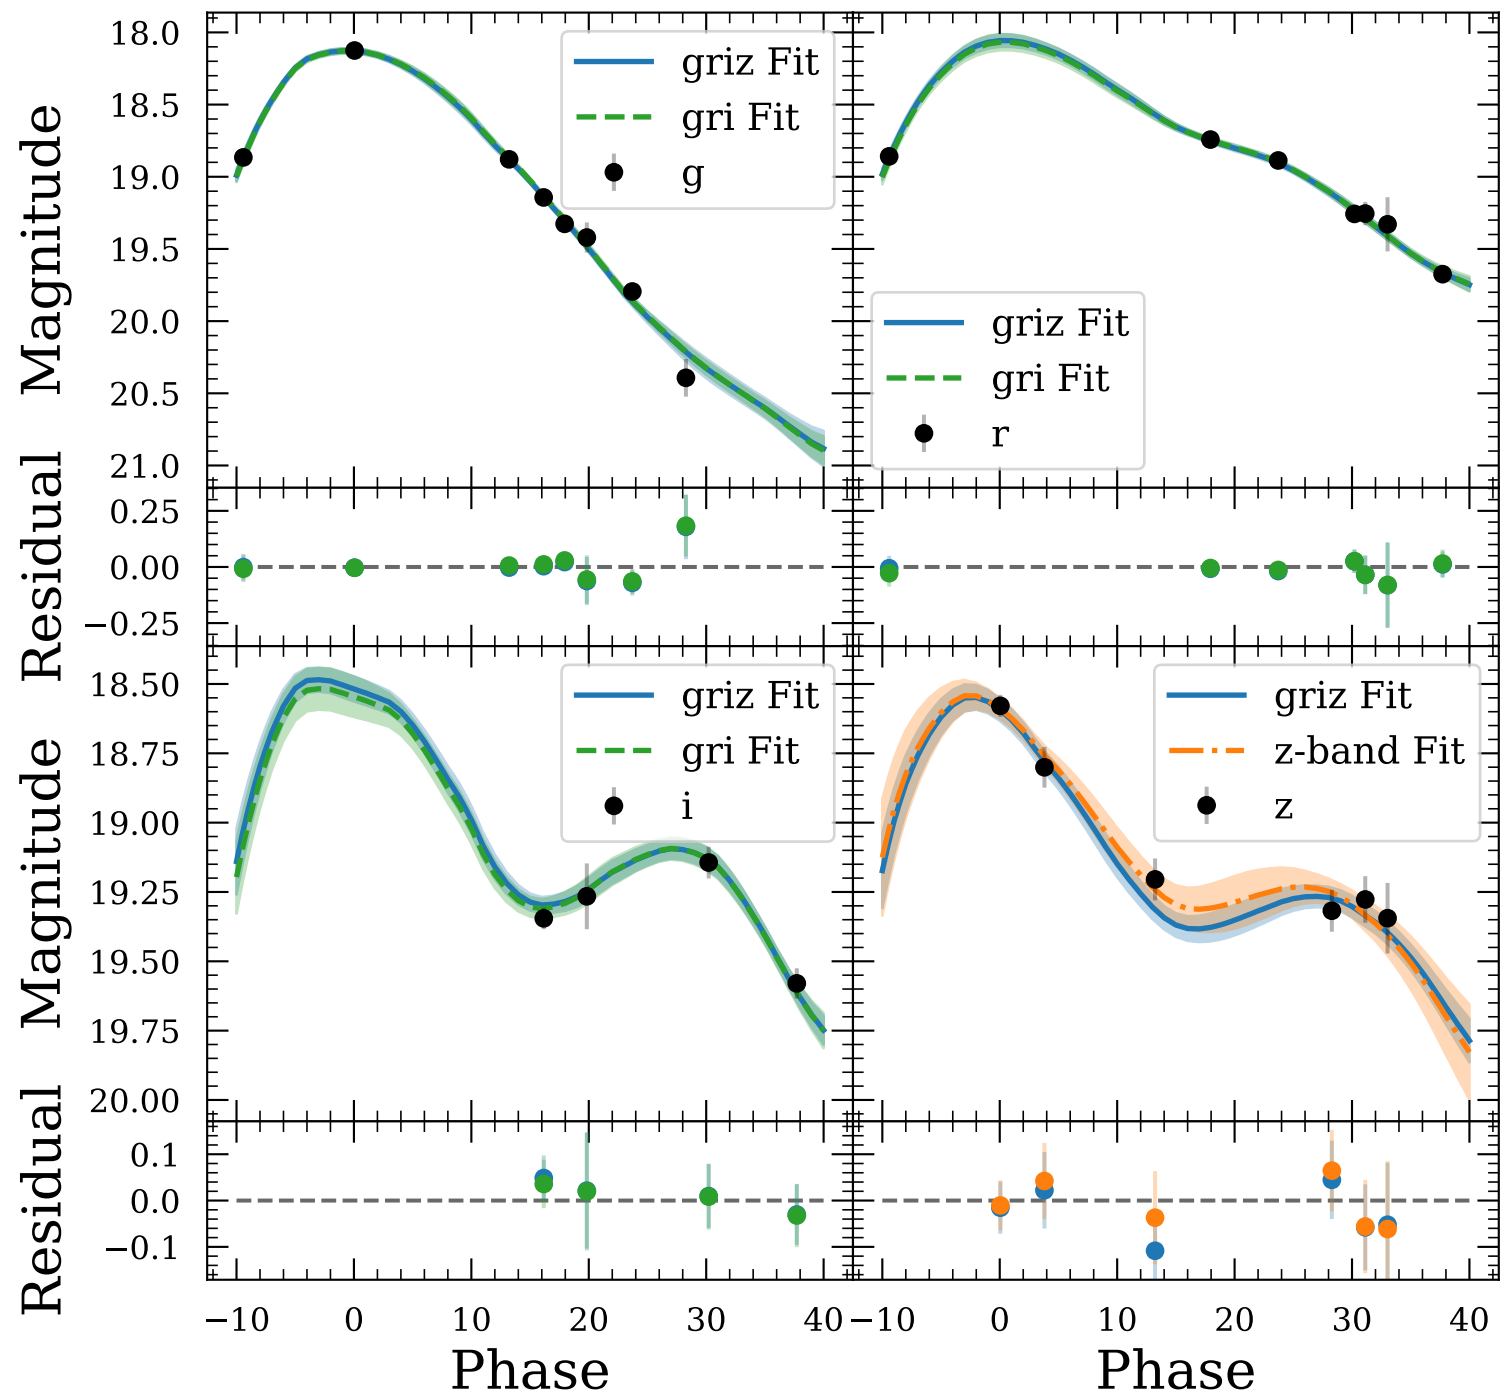 Magnitude
18.0
18.5
19.0
19.5
20.0
20.5
21.0
griz Fit
gri Fit
g
griz Fit
gri Fit
r
Residual
0.25
0.00
−0.25
Magnitude
18.50
18.75
19.00
19.25
19.50
19.75
20.00
griz Fit
gri Fit
i
griz Fit
z-band Fit
z
Residual
0.1
0.0
−0.1
−10 0 10 20 30 40 −10 0 10 20 30 40
Phase Phase